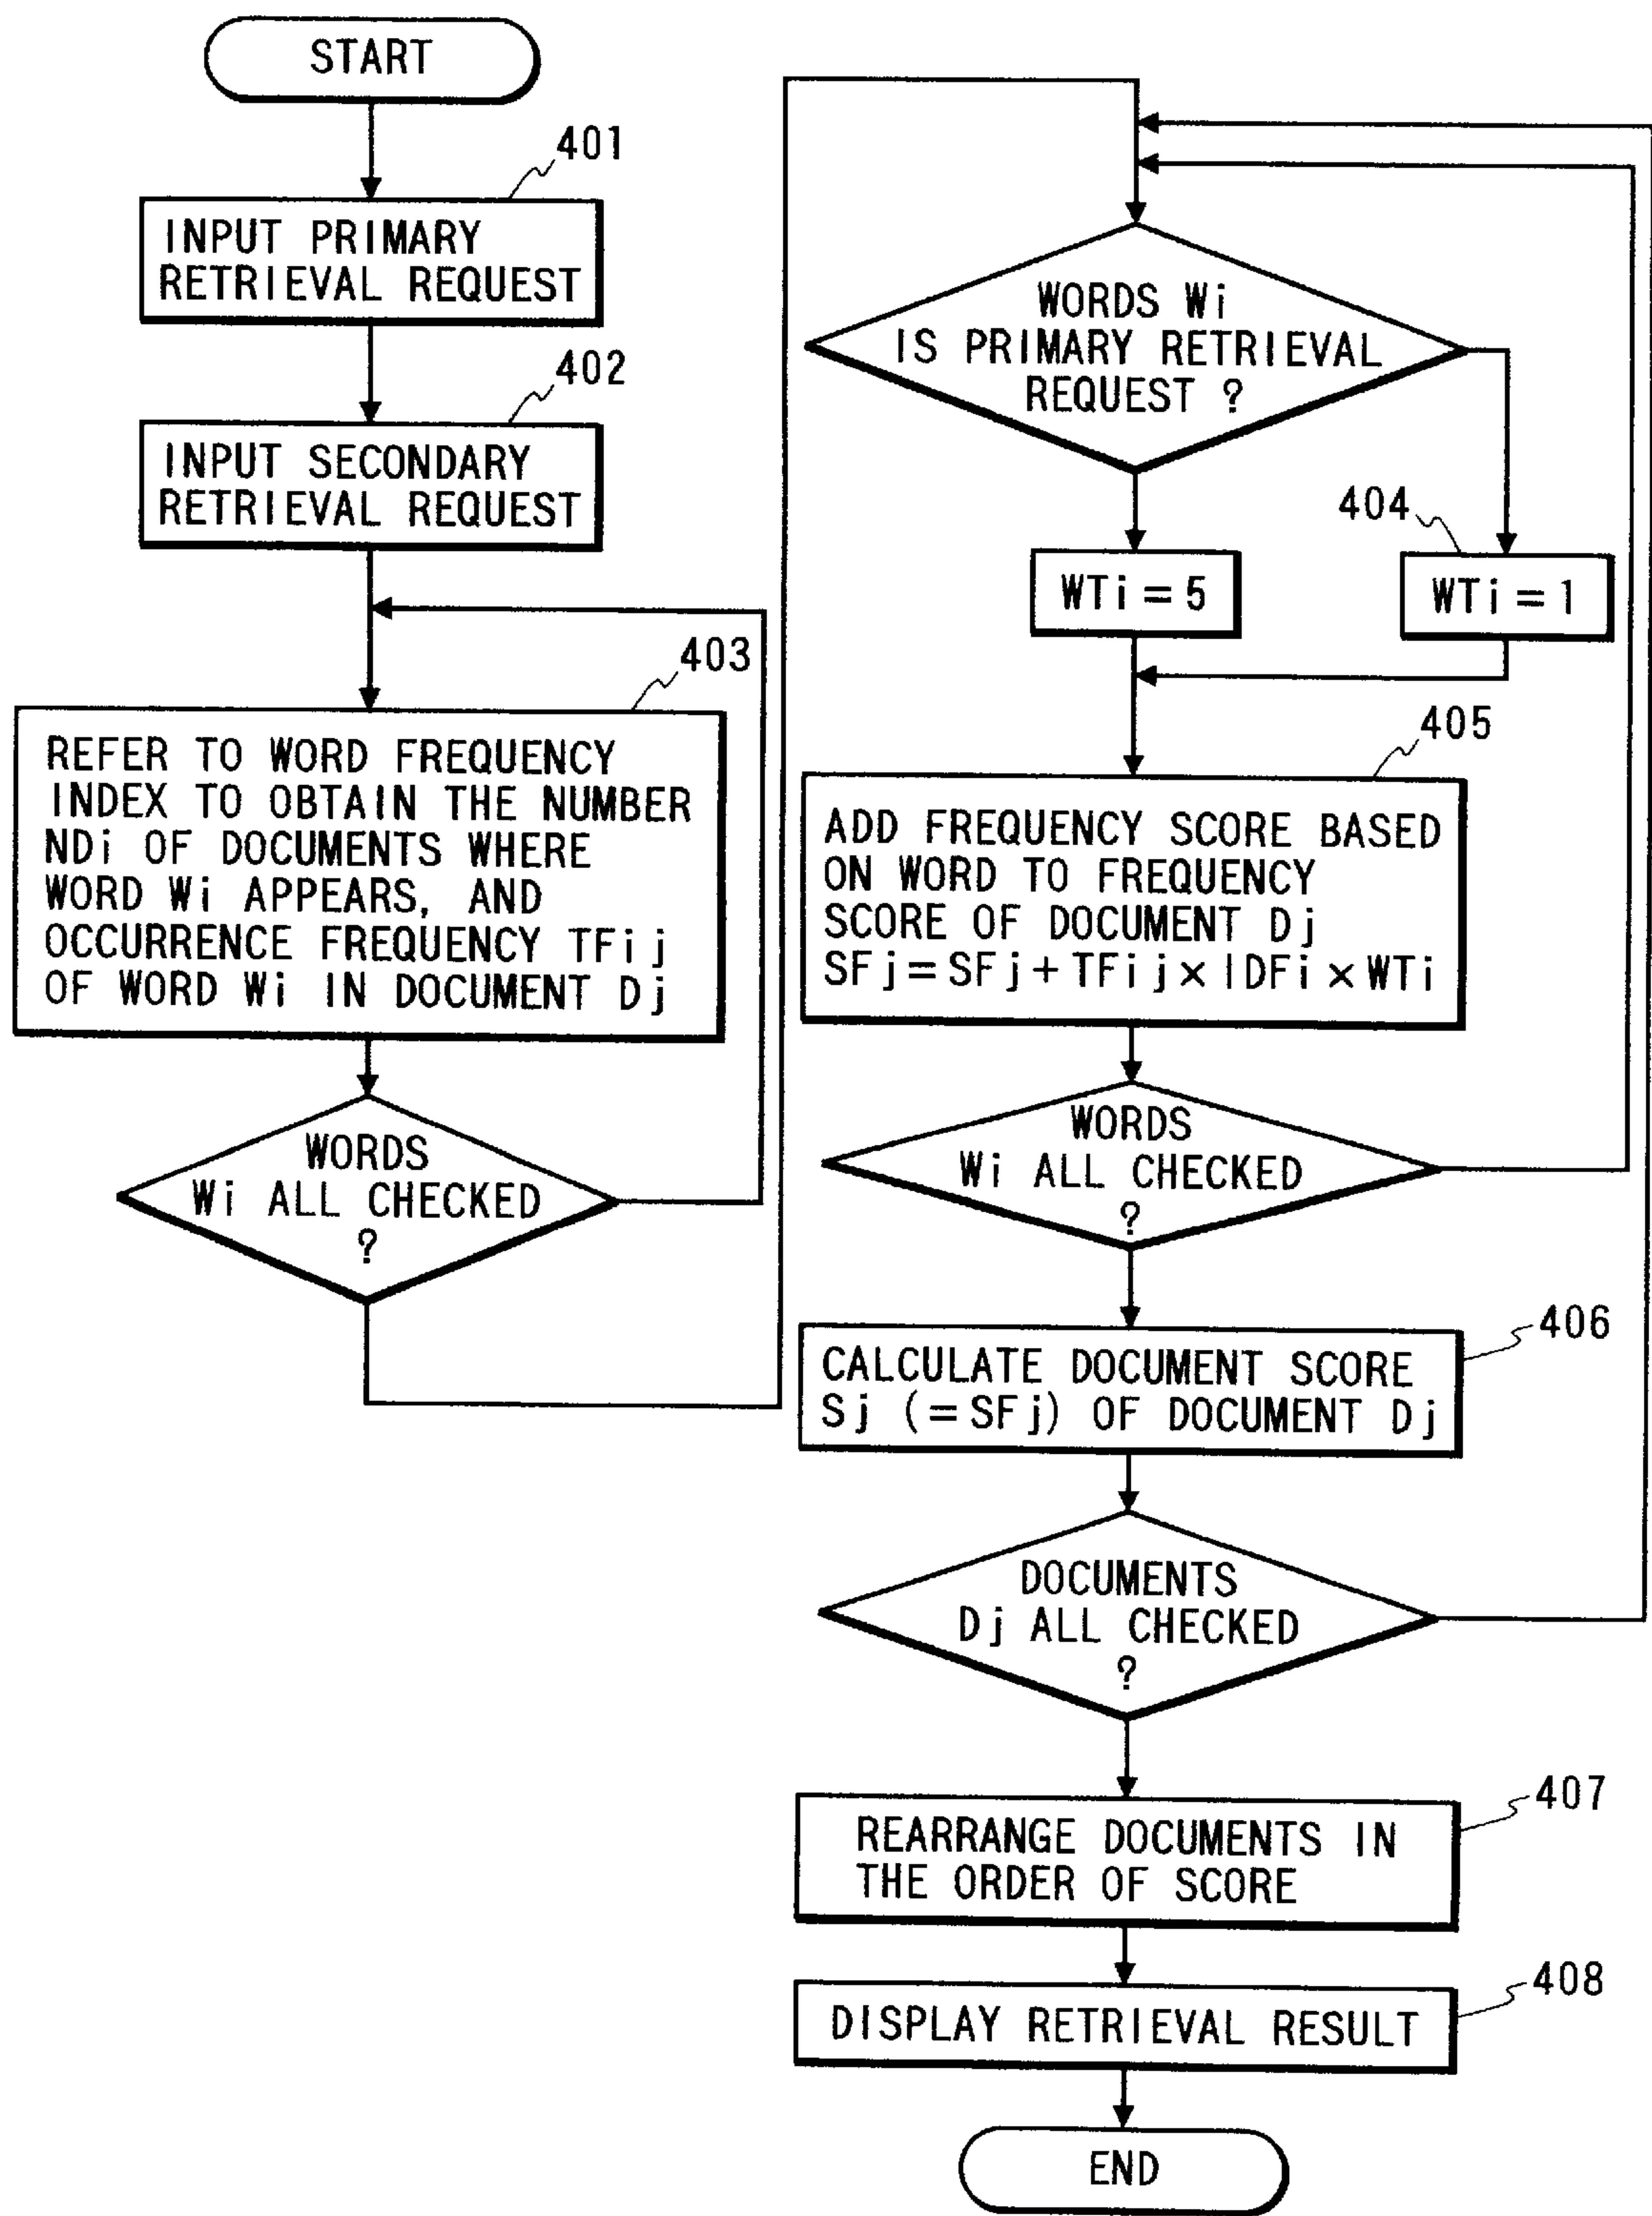 START
401
INPUT PRIMARY
RETRIEVAL REQUEST
402
INPUT SECONDARY
RETRIEVAL REQUEST
403
REFER TO WORD FREQUENCY
INDEX TO OBTAIN THE NUMBER
NDi OF DOCUMENTS WHERE
WORD Wi APPEARS, AND
OCCURRENCE FREQUENCY TFij
OF WORD Wi IN DOCUMENT Dj
WORDS
Wi ALL CHECKED
?
WORDS Wi
IS PRIMARY RETRIEVAL
REQUEST ?
404
WTi = 5
WTi = 1
405
ADD FREQUENCY SCORE BASED
ON WORD TO FREQUENCY
SCORE OF DOCUMENT Dj
SFj=SFj+TFij×IDFi×WTi
WORDS
Wi ALL CHECKED
?
406
CALCULATE DOCUMENT SCORE
Sj (=SFj) OF DOCUMENT Dj
DOCUMENTS
Dj ALL CHECKED
?
407
REARRANGE DOCUMENTS IN
THE ORDER OF SCORE
408
DISPLAY RETRIEVAL RESULT
END